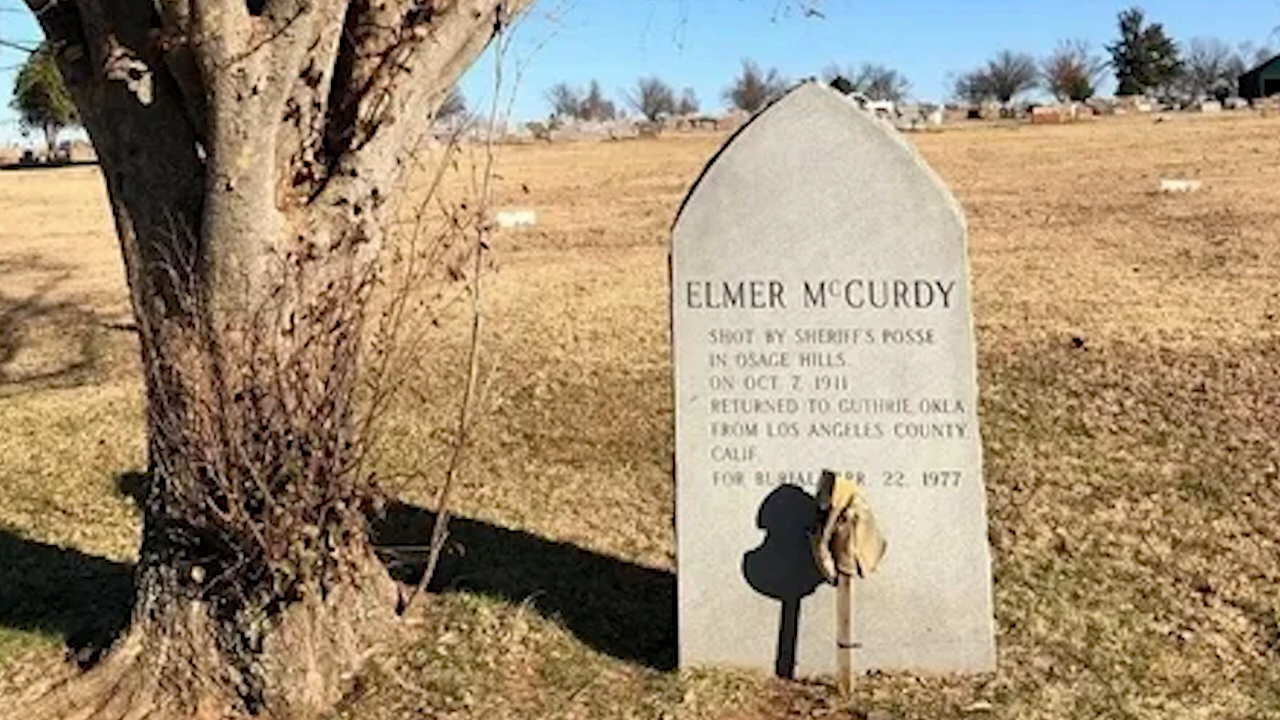 ELMER McCURDY
SHOT BY SHERIFF'S POSSE
IN OSAGE HILLS.
ON OCT. 7, 1911
RETURNED TO GUTHRIE, OKLA.
FROM LOS ANGELES COUNTY,
CALIF.
FOR BURIAL APR. 22, 1977